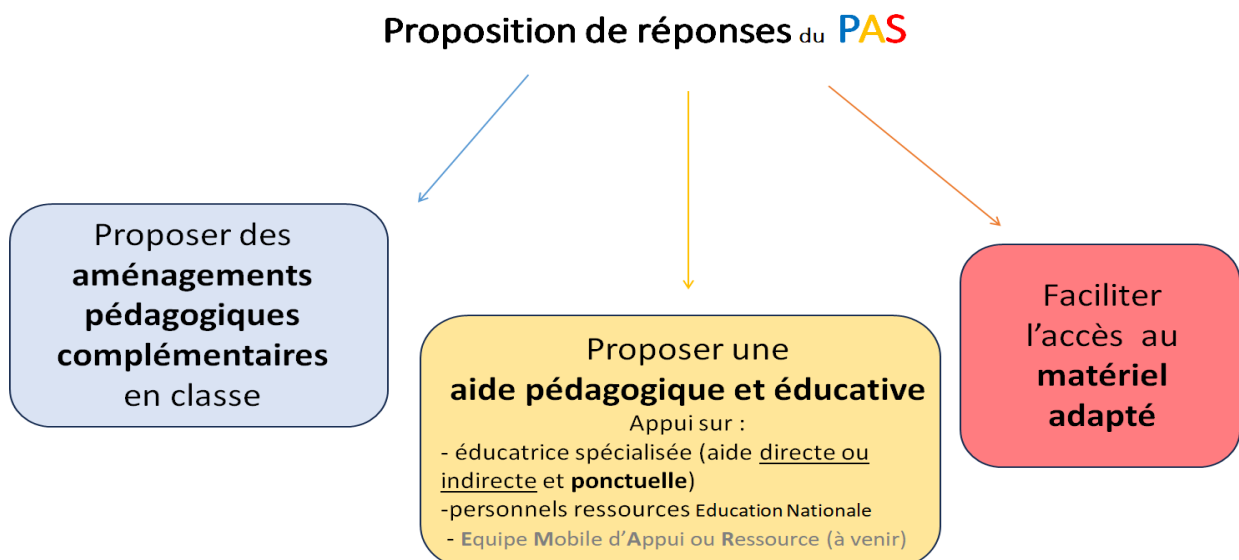 Proposition de réponses du PAS
Proposer des
aménagements
pédagogiques
complémentaires
en classe
Proposer une
aide pédagogique et éducative
Appui sur :
- éducatrice spécialisée (aide directe ou
indirecte et ponctuelle)
-personnels ressources Education Nationale
- Equipe Mobile d'Appui ou Ressource (à venir)
Faciliter
l'accès au
matériel
adapté